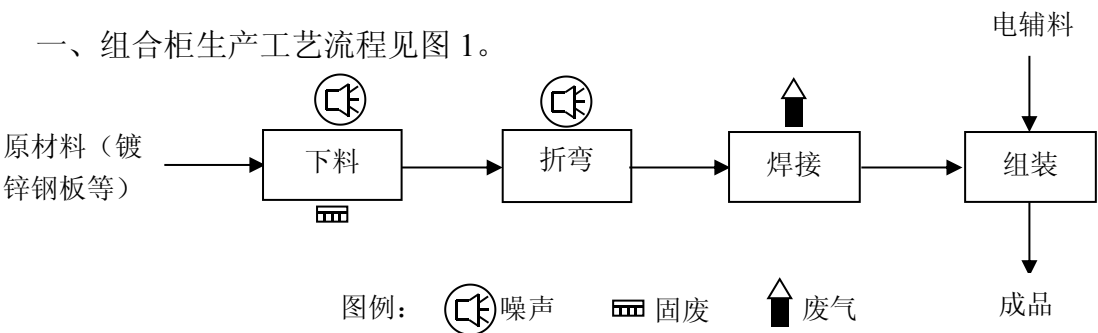 一、组合柜生产工艺流程见图 1。
电辅料
原材料（镀
锌钢板等）
下料
折弯
焊接
组装
图例：
噪声
固废
废气
成品